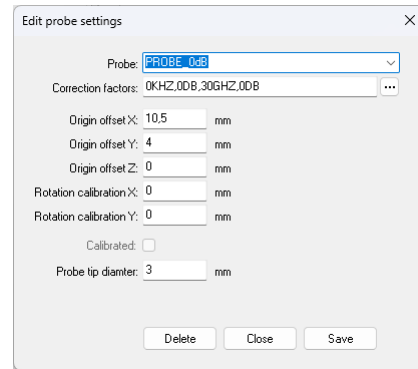 Edit probe settings
Probe: PROBE_0dB
Correction factors: 0KHZ,0DB,30GHZ,0DB ...
Origin offset X: 10,5 mm
Origin offset Y: 4 mm
Origin offset Z: 0 mm
Rotation calibration X: 0 mm
Rotation calibration Y: 0 mm
Calibrated:
Probe tip diamter: 3 mm
Delete Close Save